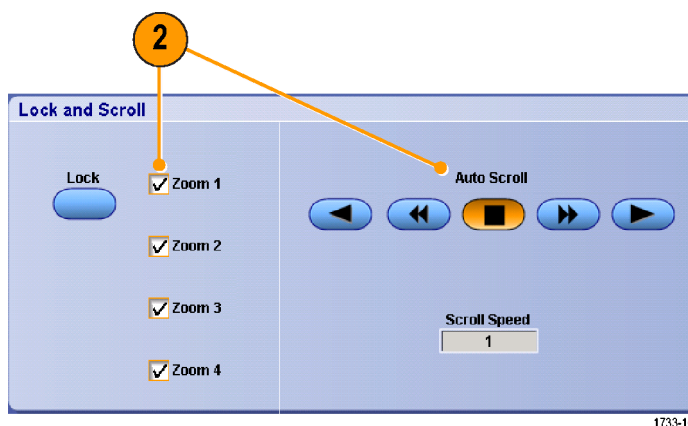 2
Lock and Scroll
Lock
Zoom 1
Auto Scroll
Zoom 2
Zoom 3
Scroll Speed
1
Zoom 4
1733-1